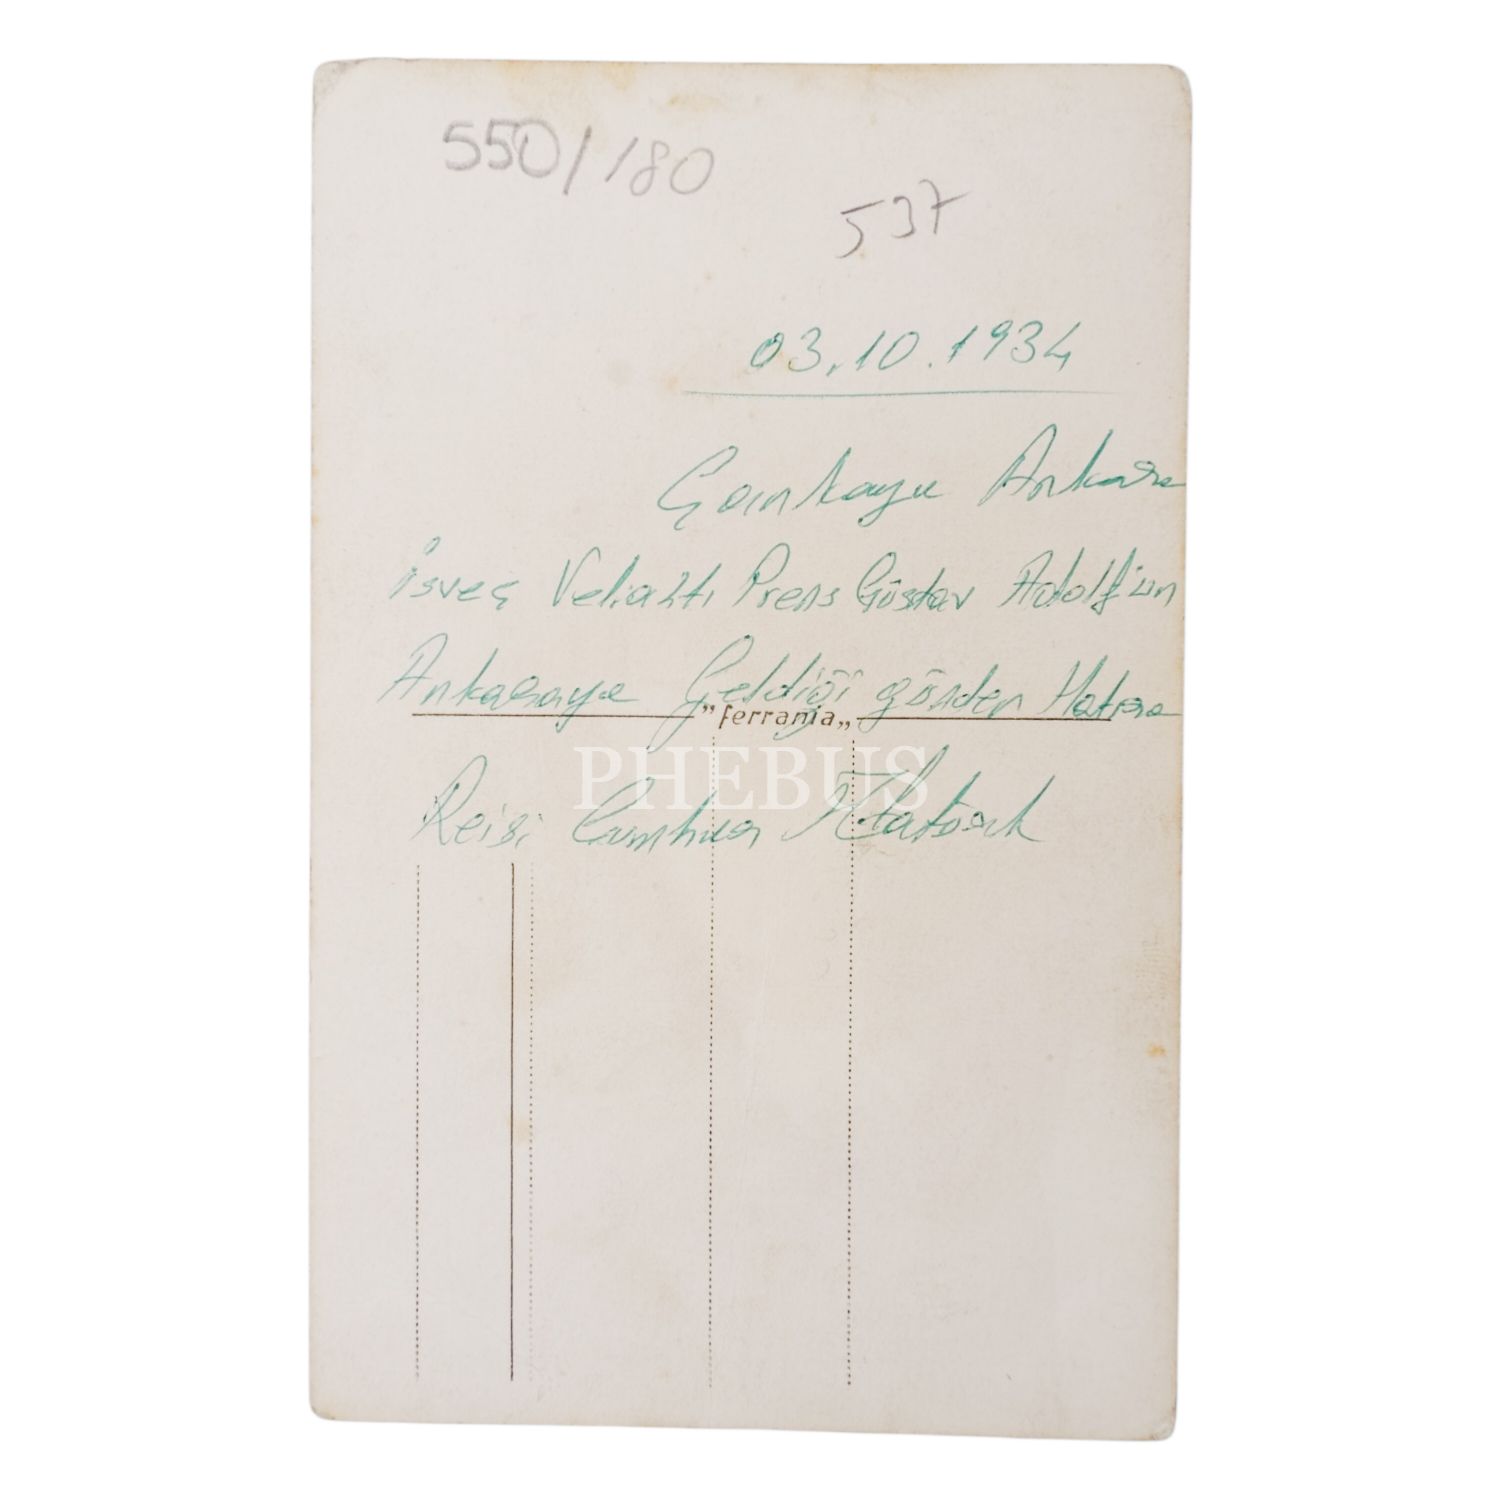 550/180
537
03.10.1934
Çankaya Ankara
İsveç Veliahtı Prens Güstav Adolf'ün
Ankaraya Geldiği günden Hatıra
"ferrania"
PHEBUS
Reisi Cumhur Atatürk